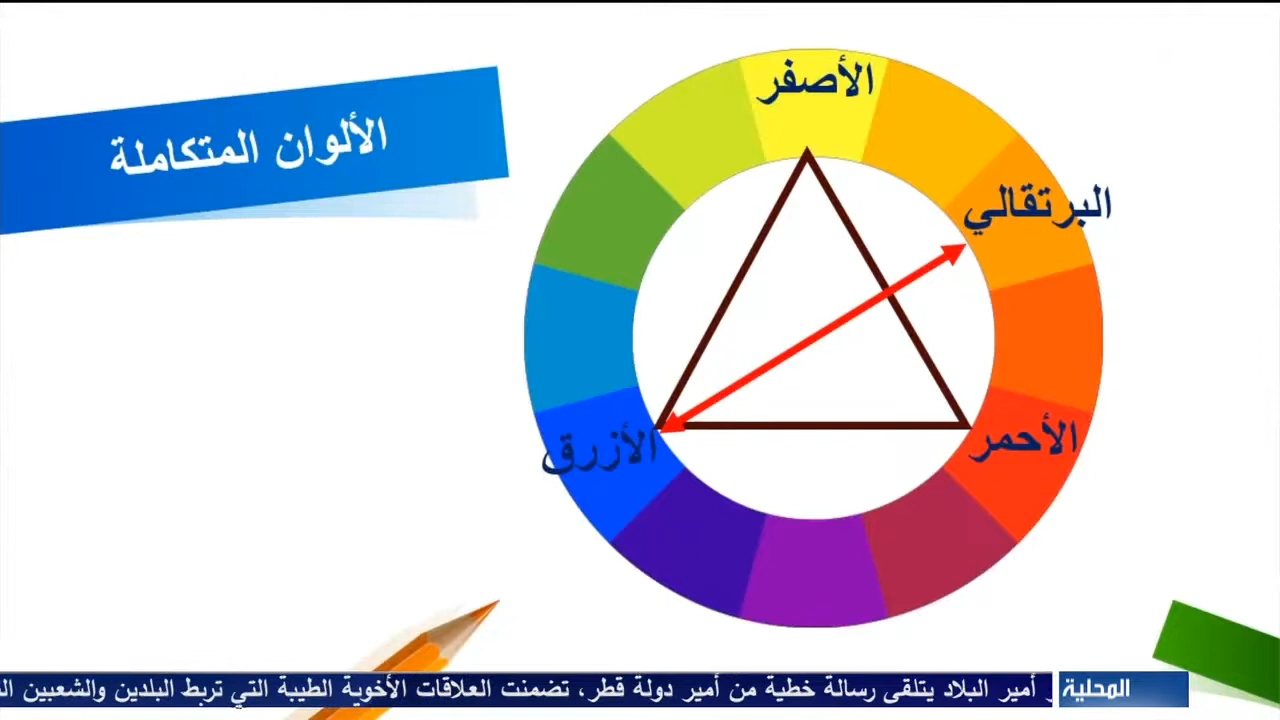 الألوان المتكاملة
الأصفر
البرتقالي
الأحمر
الأزرق
المحلية
أمير البلاد يتلقى رسالة خطية من أمير دولة قطر، تضمنت العلاقات الأخوية الطيبة التي تربط البلدين والشعبين